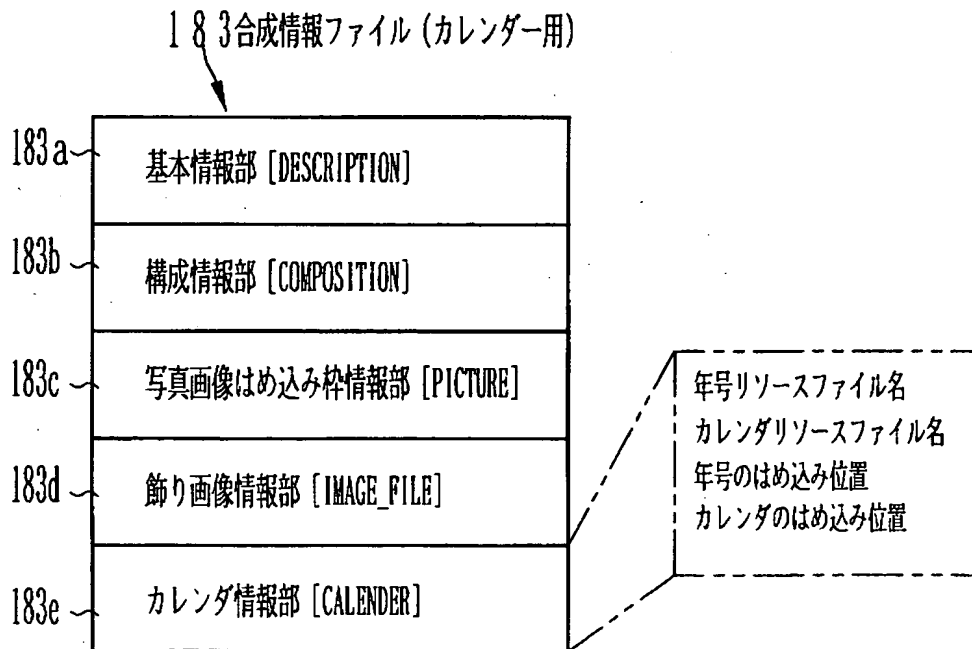 183合成情報ファイル(カレンダー用)
183a 基本情報部 [DESCRIPTION]
183b 構成情報部 [COMPOSITION]
183c 写真画像はめ込み枠情報部 [PICTURE]
183d 飾り画像情報部 [IMAGE_FILE]
183e カレンダ情報部 [CALENDER]
年号リソースファイル名
カレンダリソースファイル名
年号のはめ込み位置
カレンダのはめ込み位置